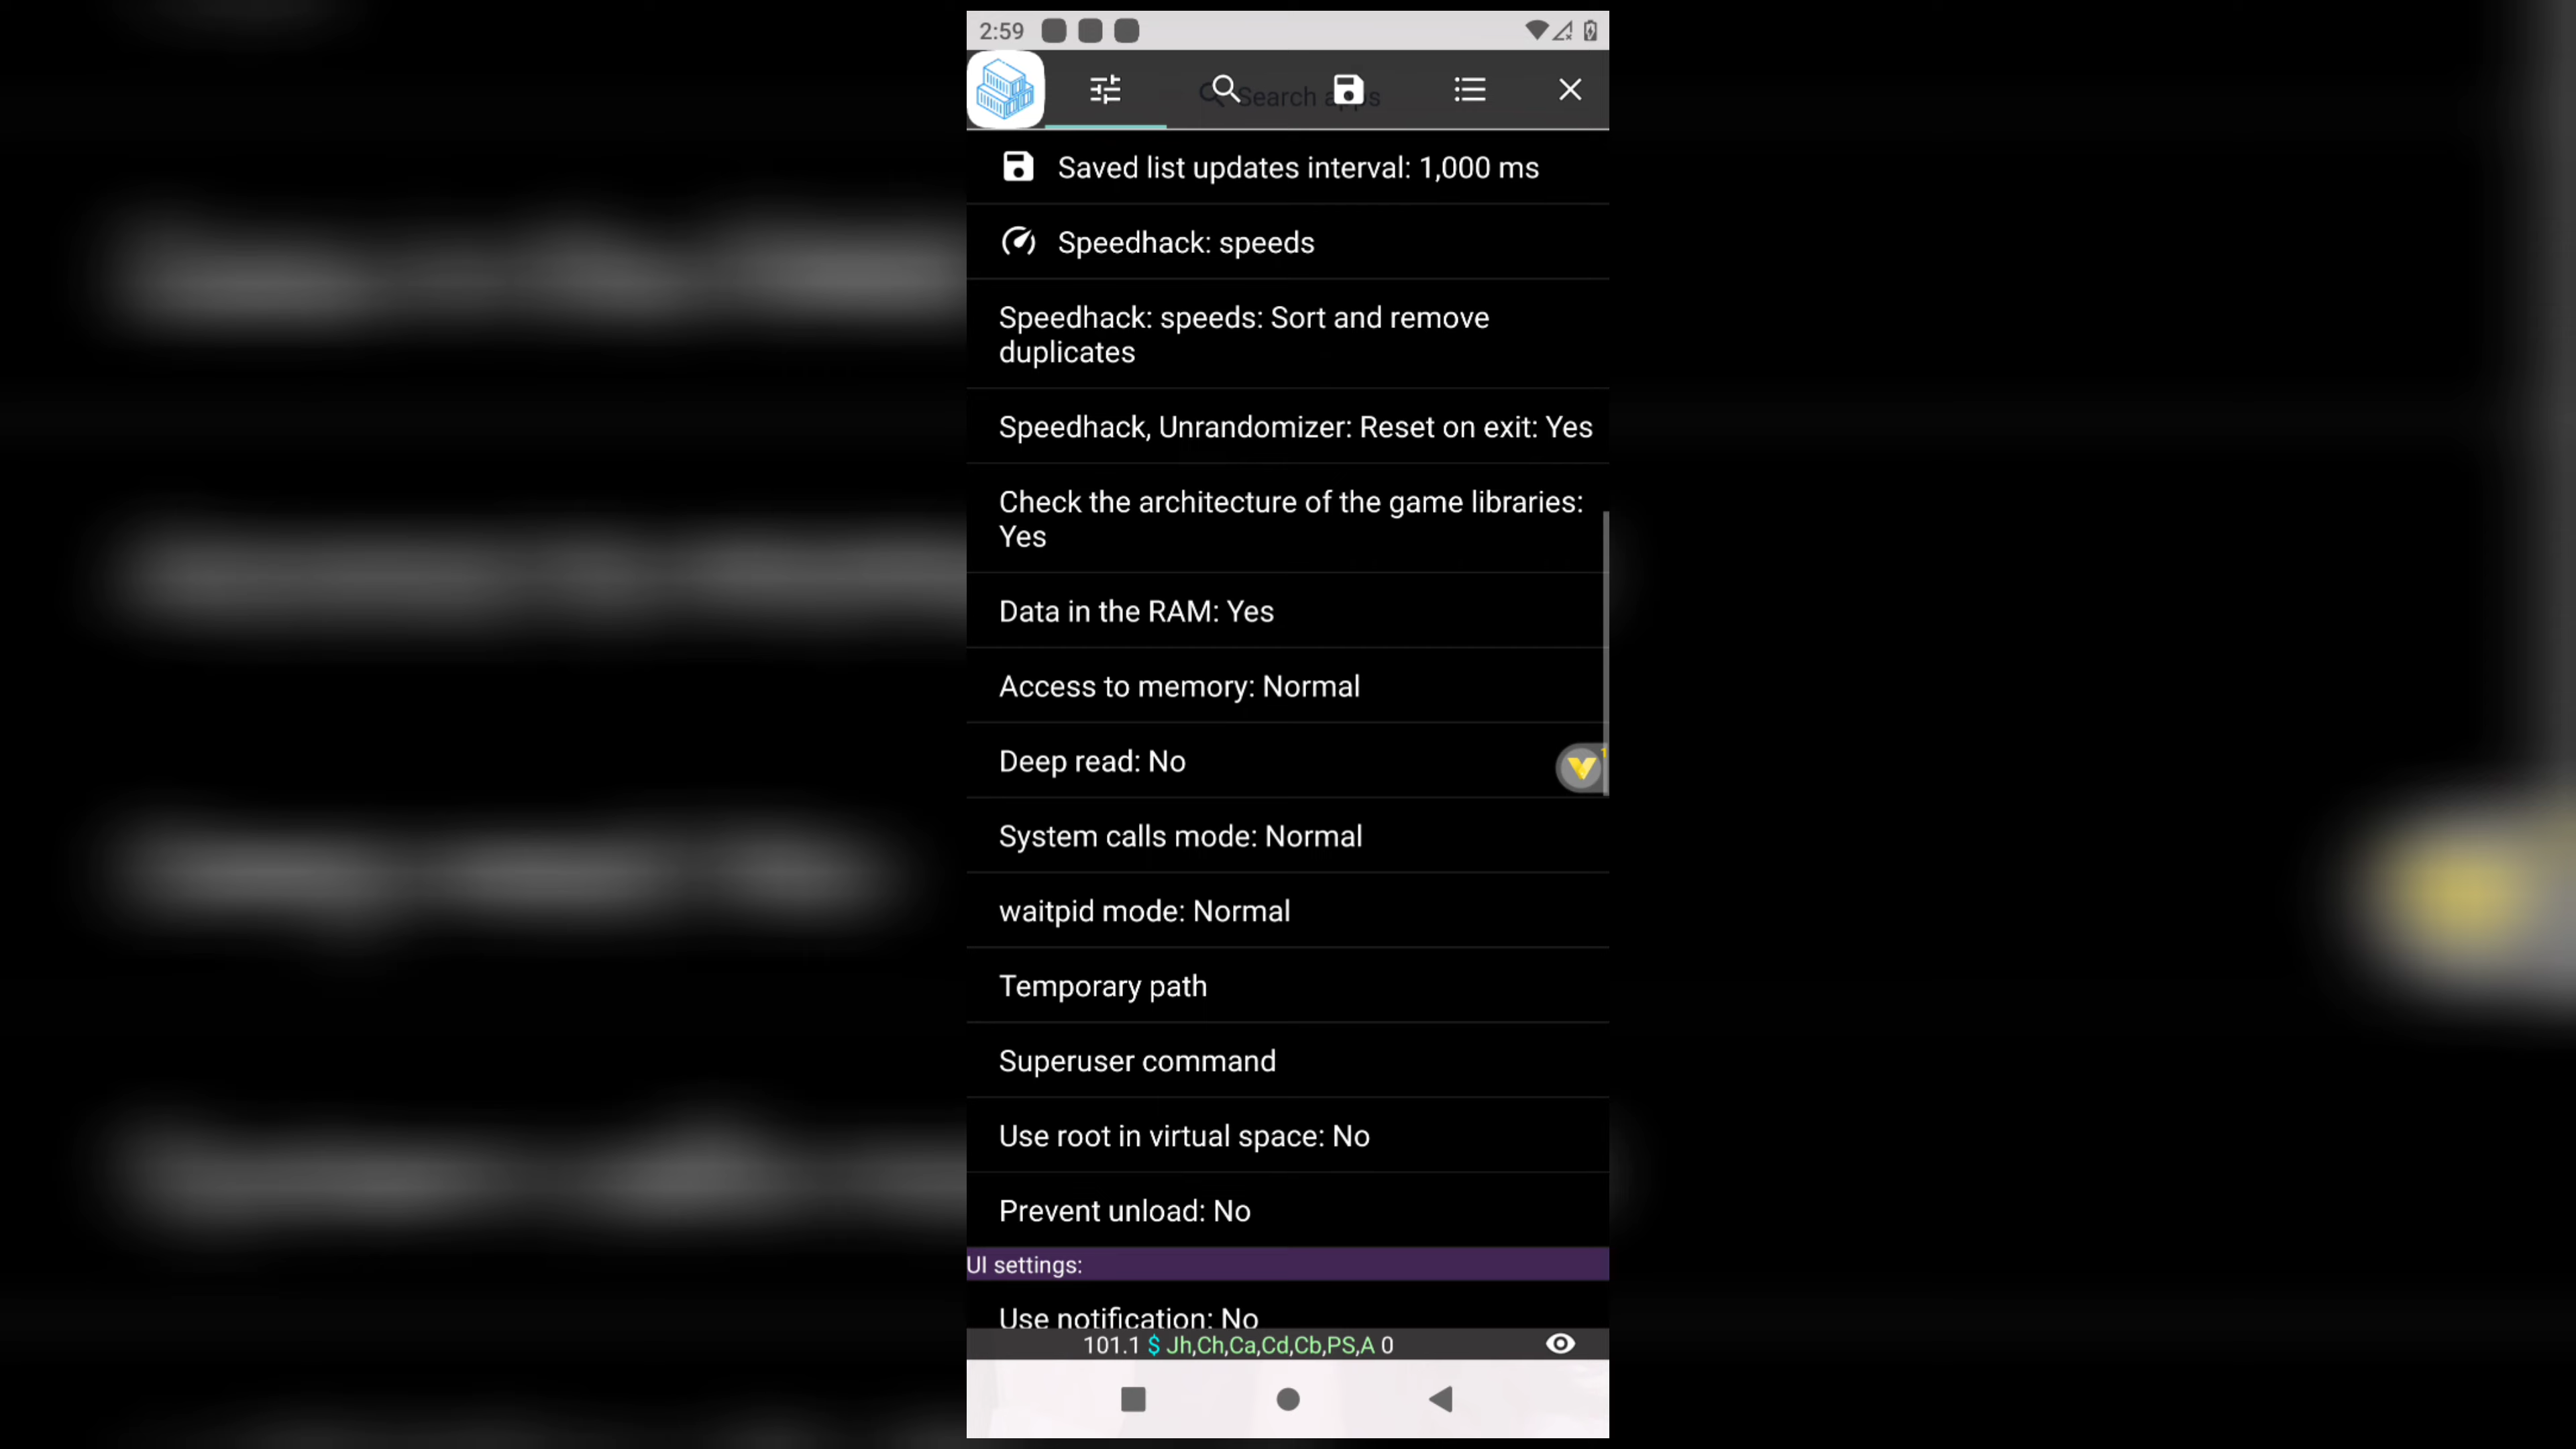 2:59
Search apps
Saved list updates interval: 1,000 ms
Speedhack: speeds
Speedhack: speeds: Sort and remove
duplicates
Speedhack, Unrandomizer: Reset on exit: Yes
Check the architecture of the game libraries:
Yes
Data in the RAM: Yes
Access to memory: Normal
Deep read: No
1
System calls mode: Normal
waitpid mode: Normal
Temporary path
Superuser command
Use root in virtual space: No
Prevent unload: No
UI settings:
Use notification: No
101.1 $ Jh,Ch,Ca,Cd,Cb,PS,A 0